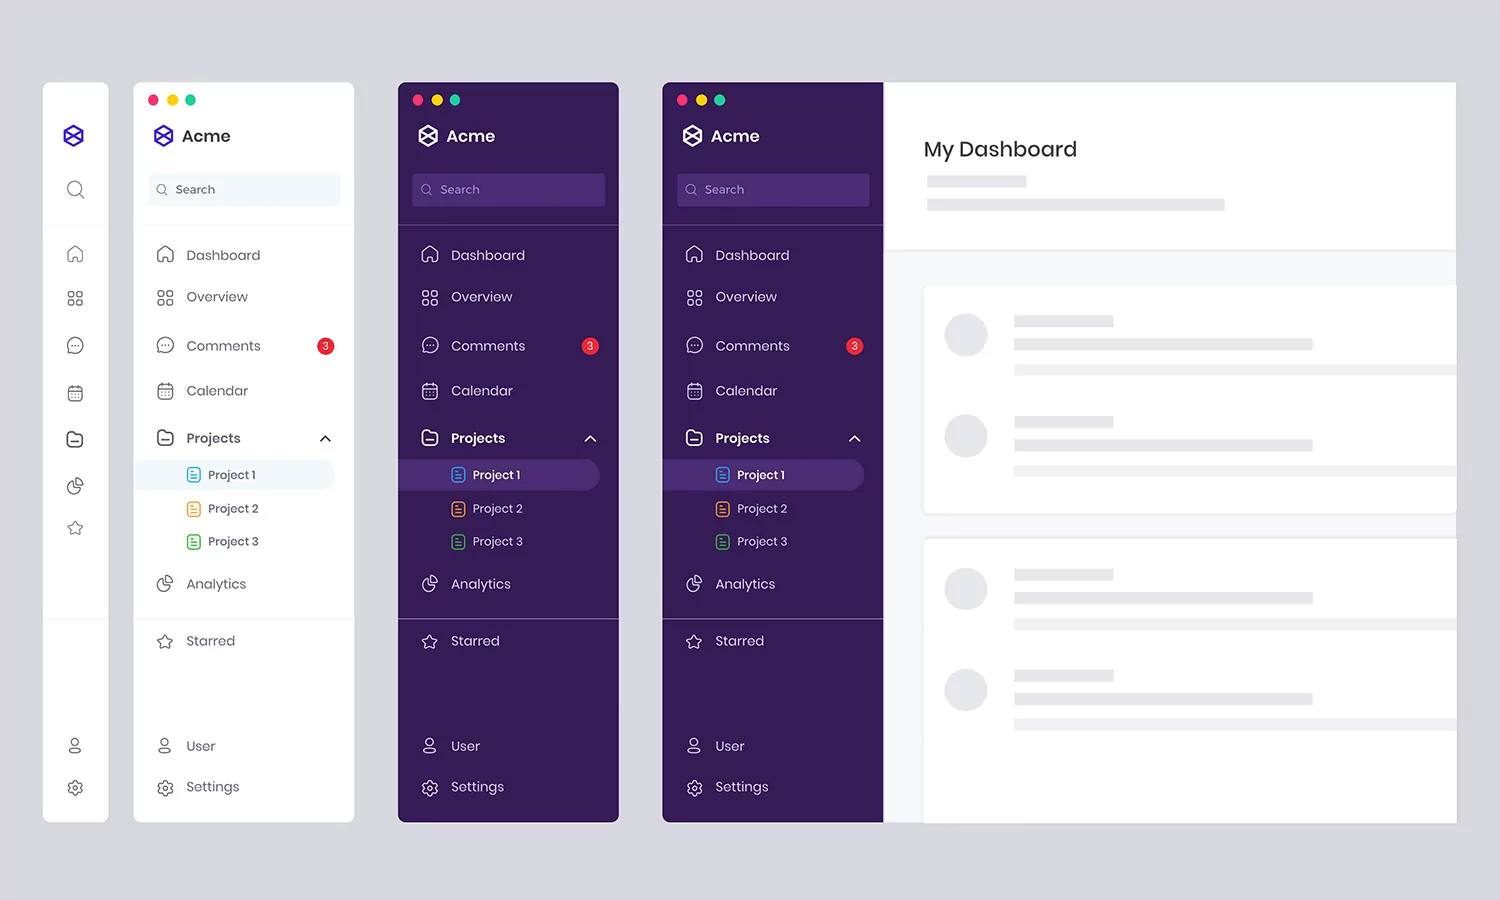 Acme
Search
Dashboard
Overview
Comments 3
Calendar
Projects
Project 1
Project 2
Project 3
Analytics
Starred
User
Settings
Acme
Search
Dashboard
Overview
Comments 3
Calendar
Projects
Project 1
Project 2
Project 3
Analytics
Starred
User
Settings
Acme
Search
Dashboard
Overview
Comments 3
Calendar
Projects
Project 1
Project 2
Project 3
Analytics
Starred
User
Settings
My Dashboard